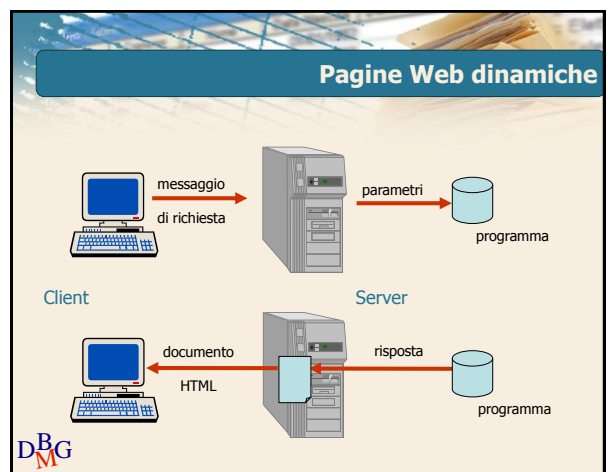 Pagine Web dinamiche
messaggio
di richiesta
parametri
programma
Client
Server
documento
HTML
risposta
programma
DBMG